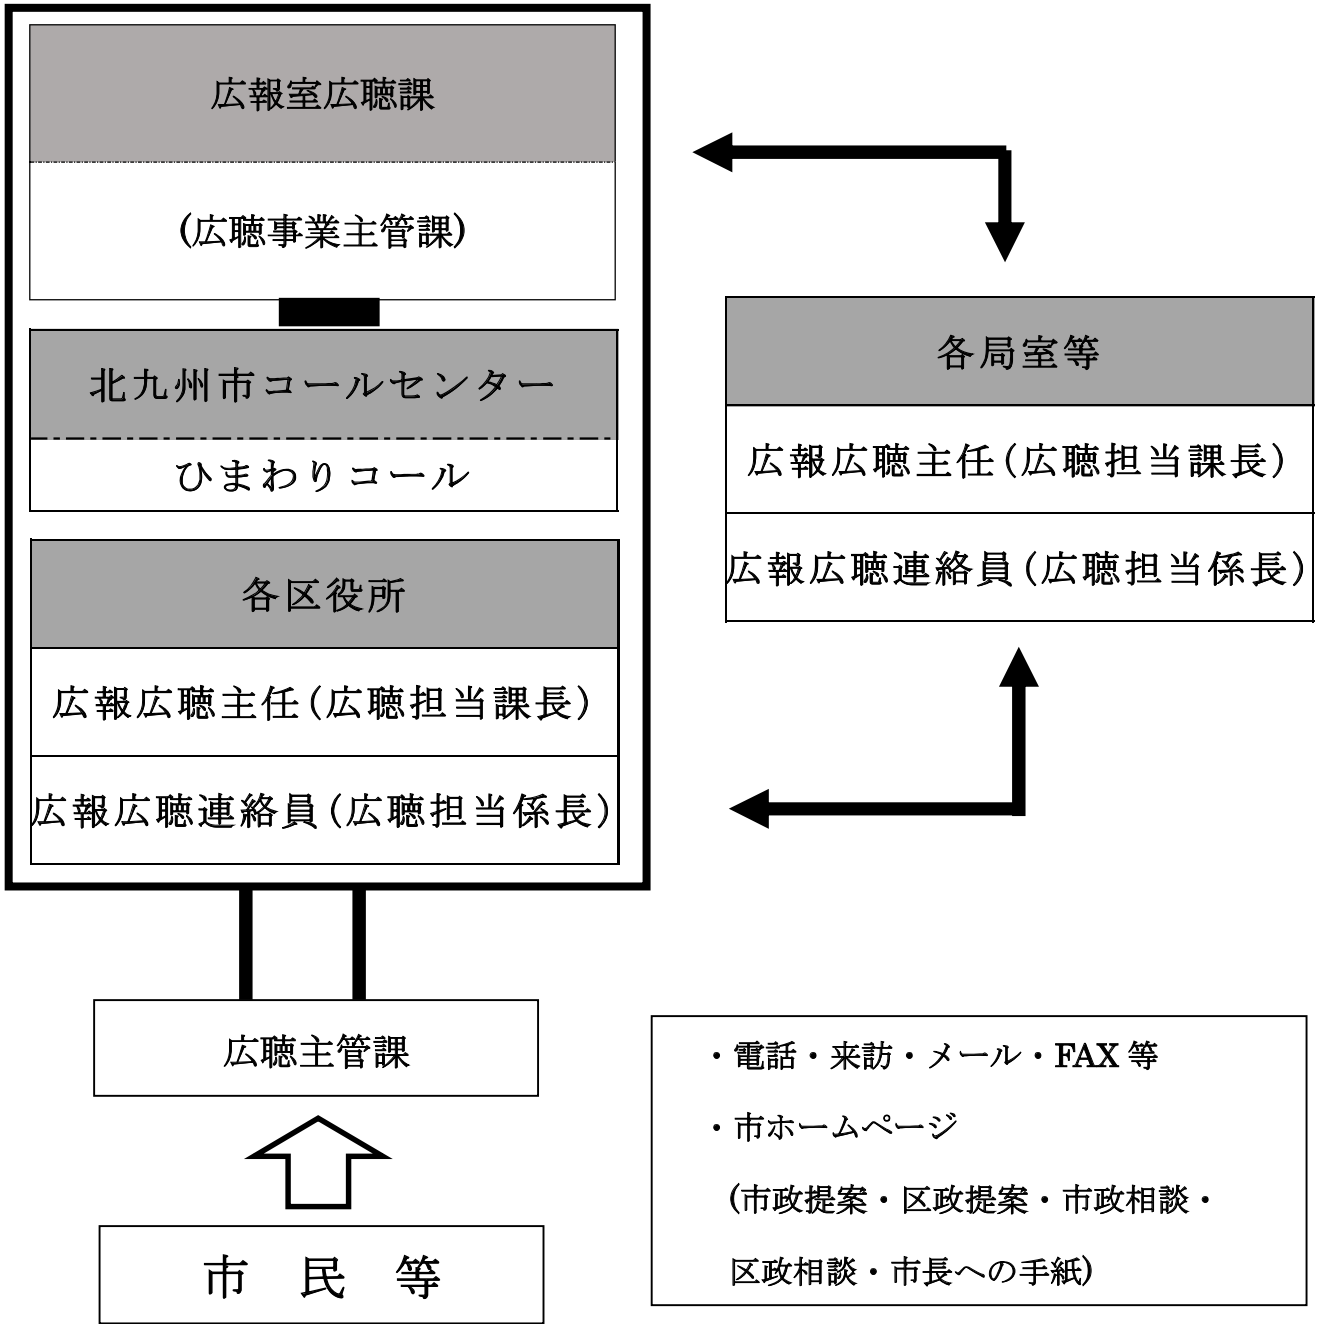 広報室広聴課
(広聴事業主管課)
北九州市コールセンター
ひまわりコール
各区役所
広報広聴主任(広聴担当課長)
広報広聴連絡員(広聴担当係長)
各局室等
広報広聴主任(広聴担当課長)
広報広聴連絡員(広聴担当係長)
広聴主管課
市 民 等
・電話・来訪・メール・FAX 等
・市ホームページ
(市政提案・区政提案・市政相談・
区政相談・市長への手紙)